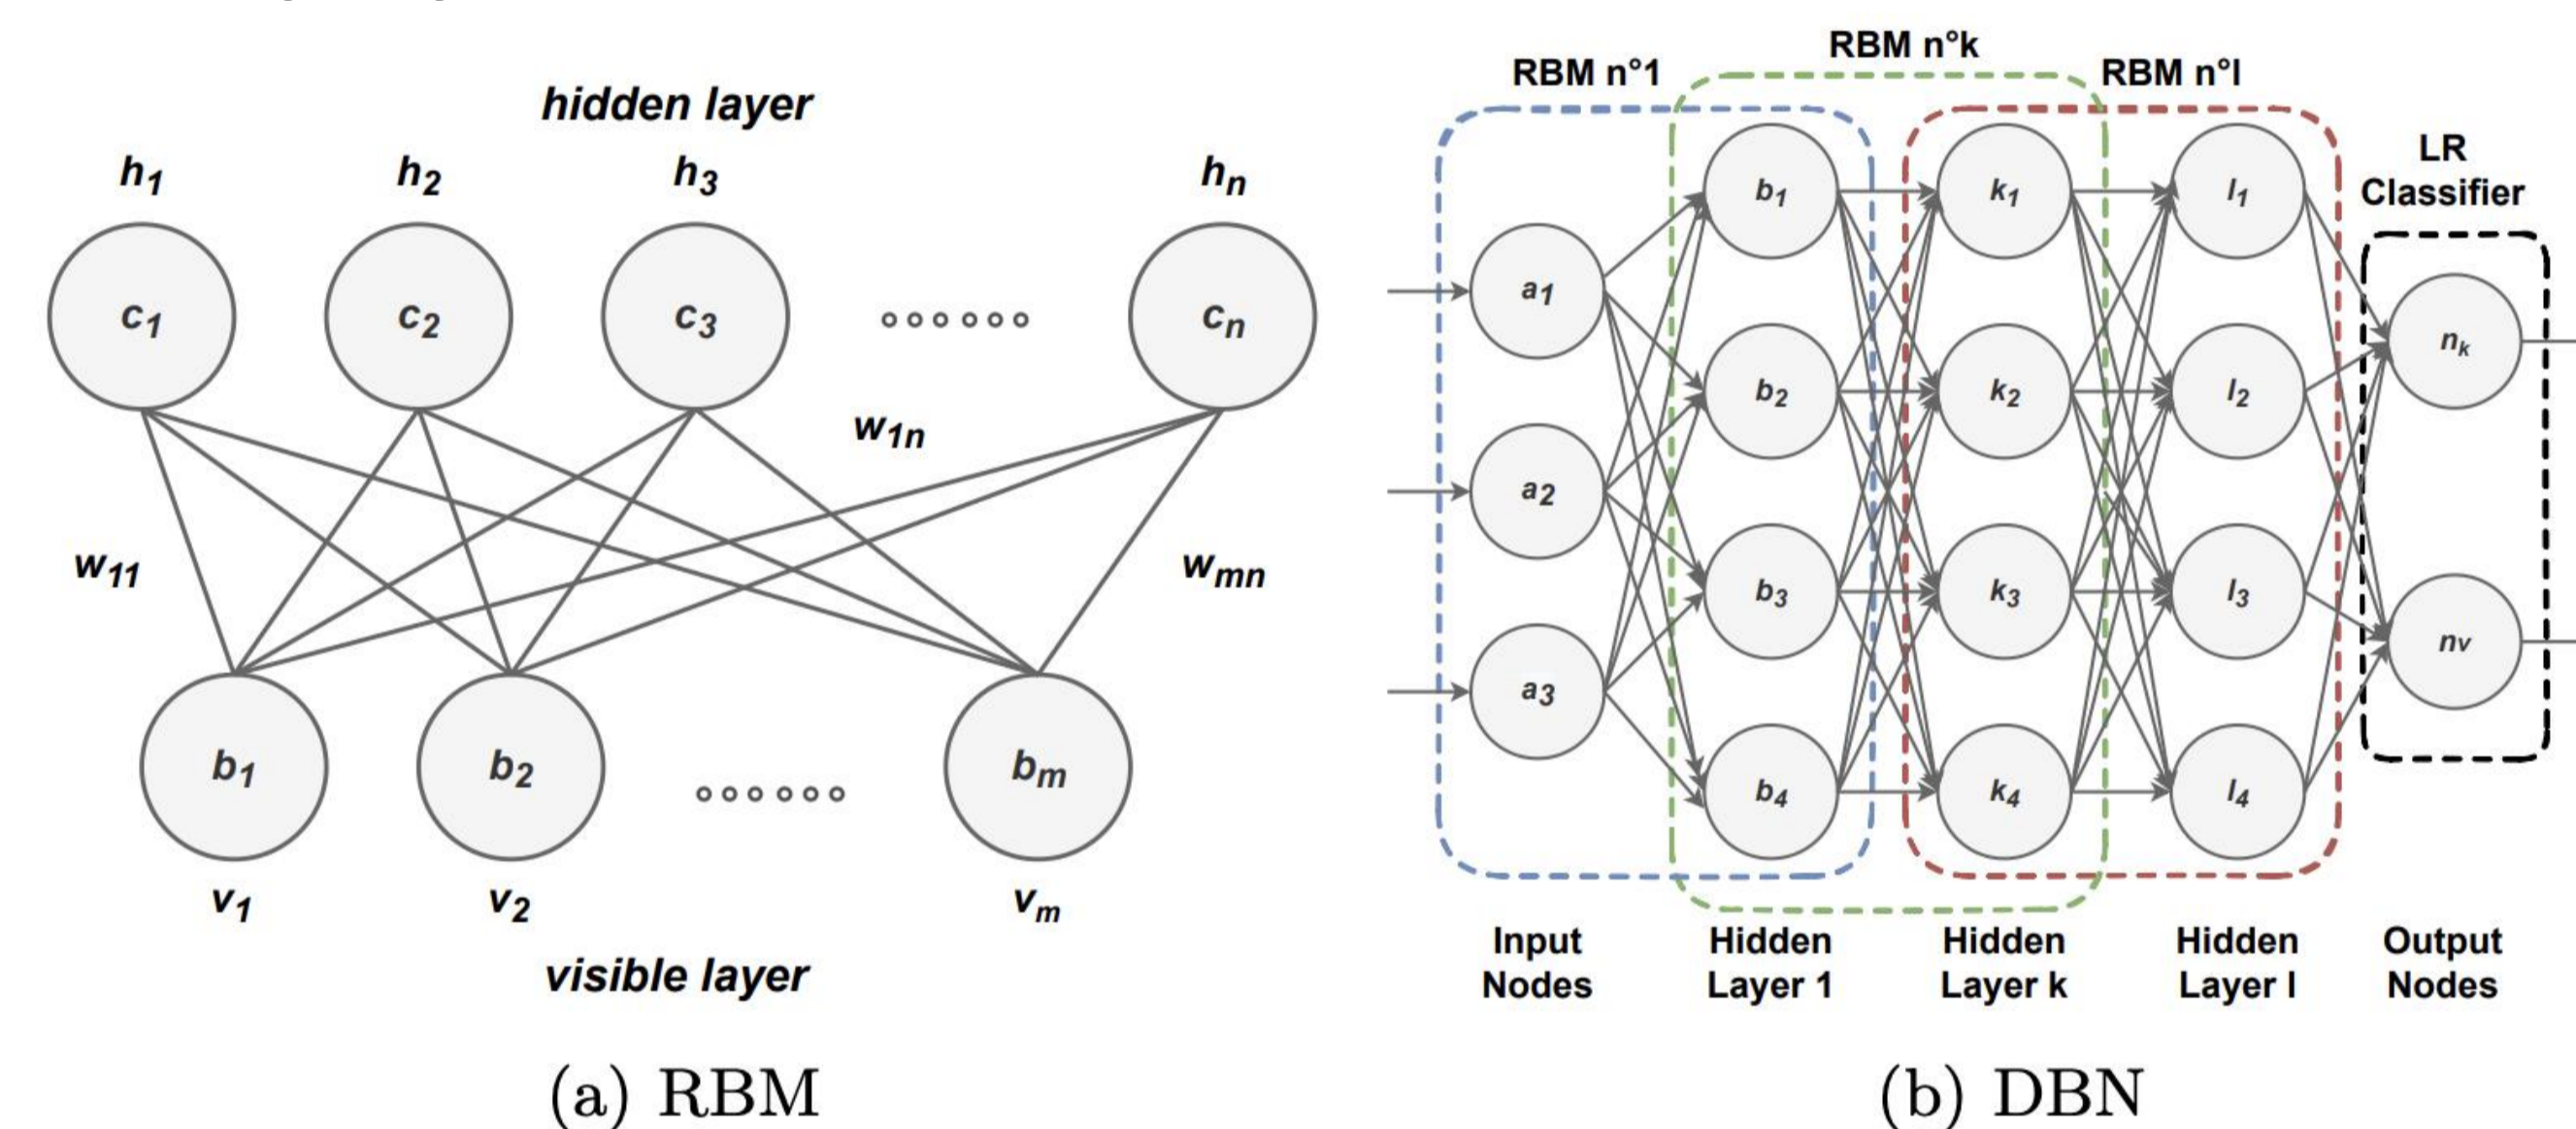 hidden layer
h1 h2 h3 hn
c1 c2 c3 cn
w1n
w11 wmn
b1 b2 bm
v1 v2 vm
visible layer
(a) RBM
RBM n°k
RBM n°1 RBM n°l
LR
Classifier
b1 k1 l1
a1
nk
b2 k2 l2
a2
b3 k3 l3
nv
a3
b4 k4 l4
Input Hidden Hidden Hidden Output
Nodes Layer 1 Layer k Layer l Nodes
(b) DBN